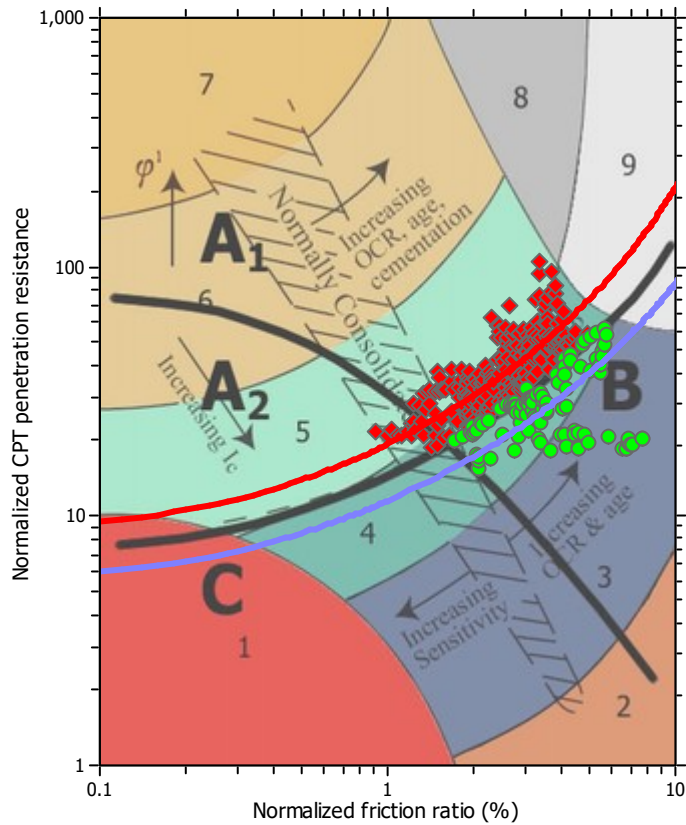 1,000
100
10
1
0.1
1
10
Normalized CPT penetration resistance
Normalized friction ratio (%)
7
8
9
φ¹
A₁
Normally Consolidated
Increasing
OCR, age,
cementation
6
A₂
Increasing Ic
5
B
4
C
1
Increasing
OCR & age
Increasing
Sensitivity
3
2